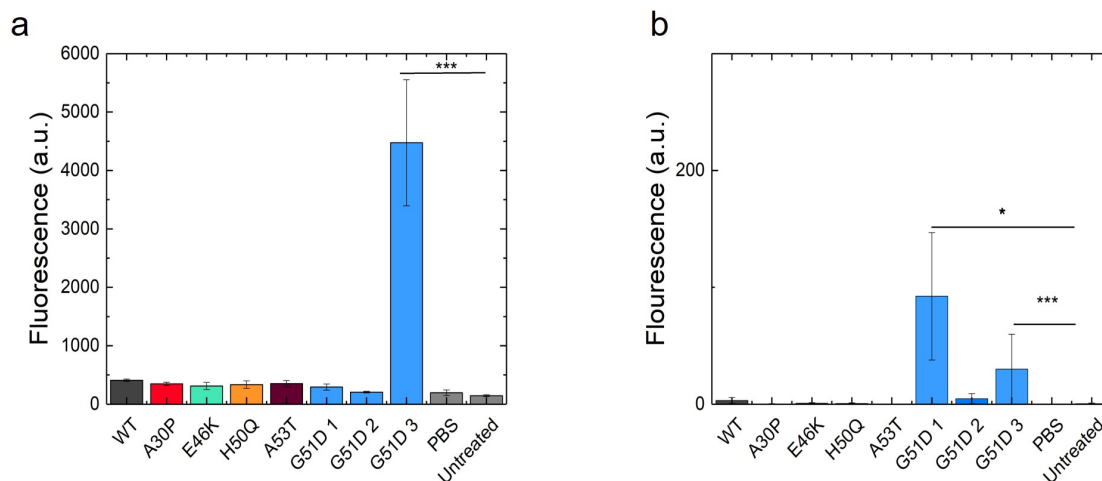 a
6000
5000
4000
3000
2000
1000
0
Fluorescence (a.u.)
***
WT
A30P
E46K
H50Q
A53T
G51D 1
G51D 2
G51D 3
PBS
Untreated
b
200
0
Flourescence (a.u.)
*
***
WT
A30P
E46K
H50Q
A53T
G51D 1
G51D 2
G51D 3
PBS
Untreated